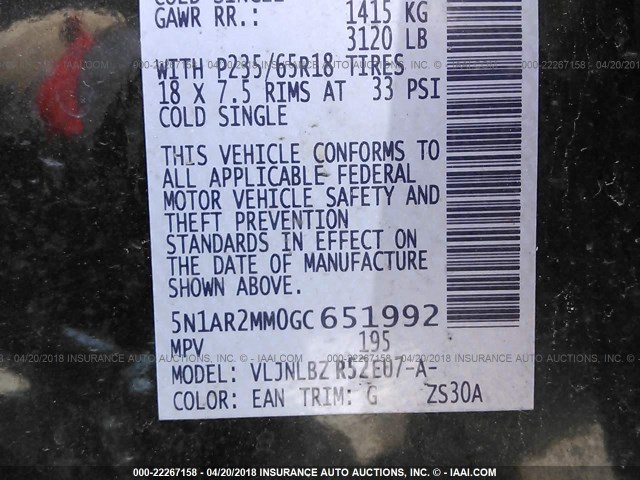 COLD SINGLE
GAWR RR.: 1415 KG
3120 LB
WITH P235/65R18 TIRES
18 X 7.5 RIMS AT 33 PSI
COLD SINGLE
THIS VEHICLE CONFORMS TO
ALL APPLICABLE FEDERAL
MOTOR VEHICLE SAFETY AND
THEFT PREVENTION
STANDARDS IN EFFECT ON
THE DATE OF MANUFACTURE
SHOWN ABOVE.
5N1AR2MM0GC651992
MPV 195
MODEL: VLJNLBZ R52EU7-A-
COLOR: EAN TRIM: G ZS30A
000-22267158 - 04/20/2018 INSURANCE AUTO AUCTIONS, INC. - © IAAI.COM